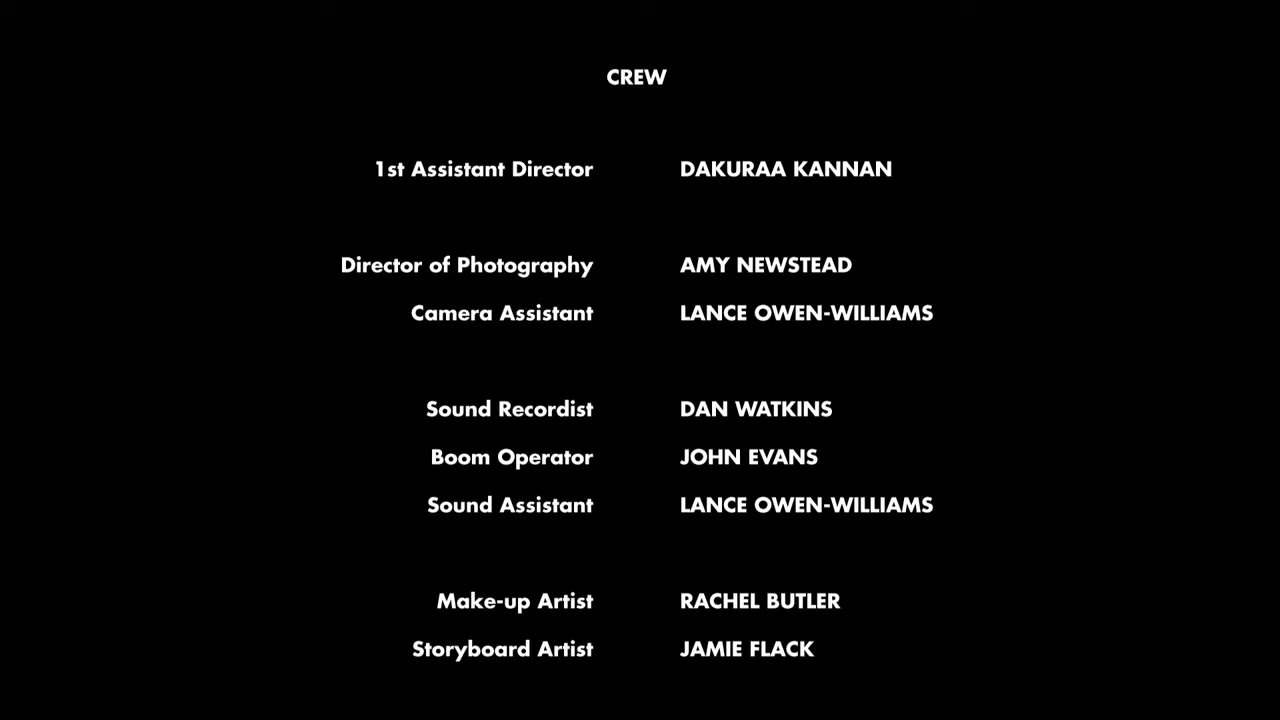 CREW
1st Assistant Director DAKURAA KANNAN
Director of Photography AMY NEWSTEAD
Camera Assistant LANCE OWEN-WILLIAMS
Sound Recordist DAN WATKINS
Boom Operator JOHN EVANS
Sound Assistant LANCE OWEN-WILLIAMS
Make-up Artist RACHEL BUTLER
Storyboard Artist JAMIE FLACK